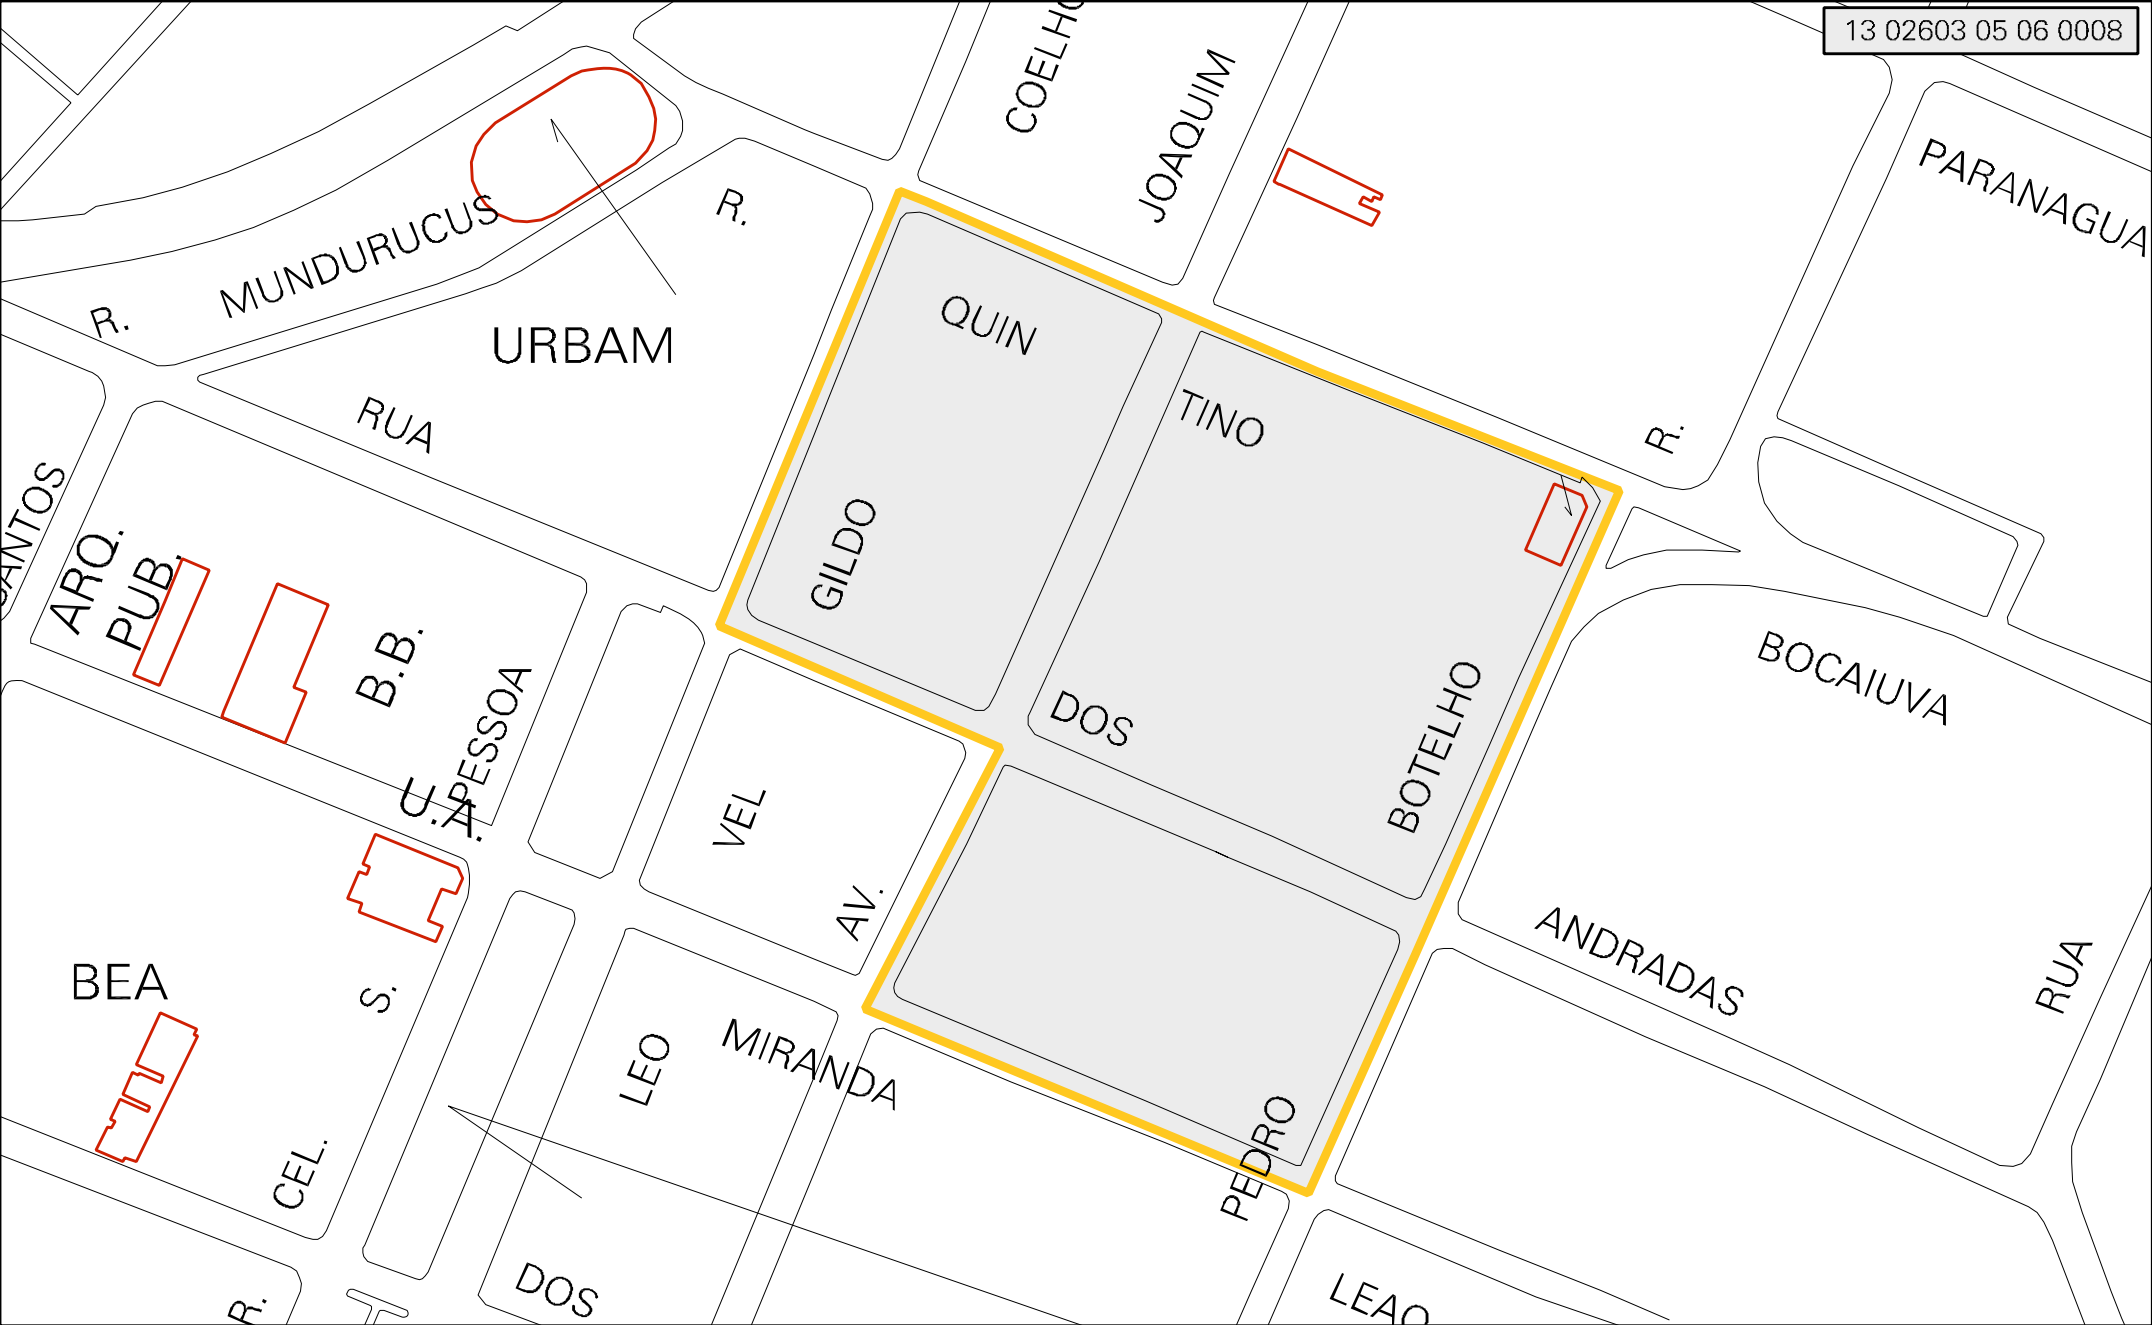 13 02603 05 06 0008
COELHO
JOAQUIM
PARANAGUA
R.
MUNDURUCUS
R.
URBAM
QUIN
TINO
RUA
R.
SANTOS
ARQ.
PUB.
GILDO
B.B.
PESSOA
DOS
BOTELHO
BOCAIUVA
U.A.
VEL
AV.
ANDRADAS
RUA
BEA
S.
LEO
MIRANDA
PEDRO
CEL.
DOS
R.
LEAO